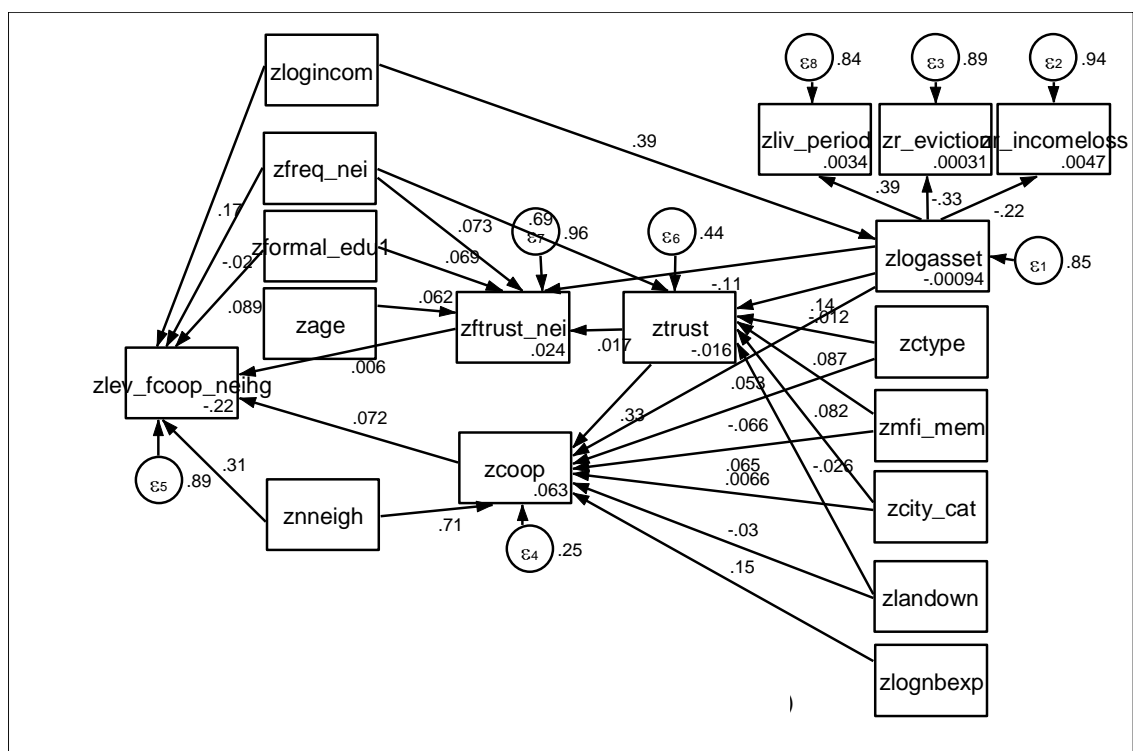 zlogincom
ε8 .84
ε3 .89
ε2 .94
zliv_period
.0034
zr_eviction
.00031
zr_incomeloss
.0047
.39
.39
-.33
-.22
zfreq_nei
.17
.073
.69
ε7 .96
ε6 .44
zformal_edu1
-.02
.069
zlogasset
-.00094
ε1 .85
-.11
.14
-.012
.089
zage
.062
zftrust_nei
.024
.017
ztrust
-.016
zctype
.087
.053
zlev_fcoop_neihg
-.22
.006
.072
.33
.082
-.066
zmfi_mem
zcoop
.063
.065
-.026
.0066
zcity_cat
ε5 .89
.31
znneigh
.71
ε4 .25
-.03
.15
zlandown
zlognbexp
)